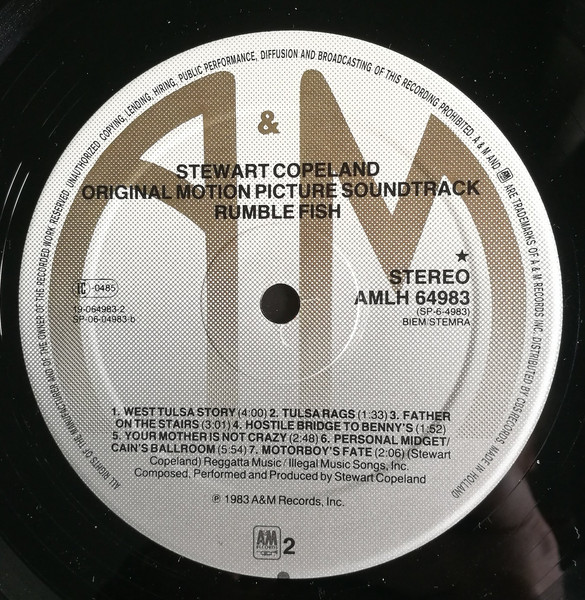 ALL RIGHTS OF THE MANUFACTURER AND OF THE OWNER OF THE RECORDED WORK RESERVED. UNAUTHORIZED COPYING, LENDING, HIRING, PUBLIC PERFORMANCE, DIFFUSION AND BROADCASTING OF THIS RECORDING PROHIBITED. A & M AND A&M ARE TRADEMARKS OF A & M RECORDS INC. DISTRIBUTED BY CBS RECORDS. MADE IN HOLLAND
A & M
STEWART COPELAND
ORIGINAL MOTION PICTURE SOUNDTRACK
RUMBLE FISH
★
STEREO
AMLH 64983
(SP-6-4983)
BIEM STEMRA
LC-0485
19-064983-2
SP-06-04983-b
1. WEST TULSA STORY (4:00) 2. TULSA RAGS (1:33) 3. FATHER
ON THE STAIRS (3:01) 4. HOSTILE BRIDGE TO BENNY'S (1:52)
5. YOUR MOTHER IS NOT CRAZY (2:48) 6. PERSONAL MIDGET/
CAIN'S BALLROOM (5:54) 7. MOTORBOY'S FATE (2:06) (Stewart
Copeland) Reggatta Music / Illegal Music Songs, Inc.
Composed, Performed and Produced by Stewart Copeland
℗ 1983 A&M Records, Inc.
A&M
RECORDS
2